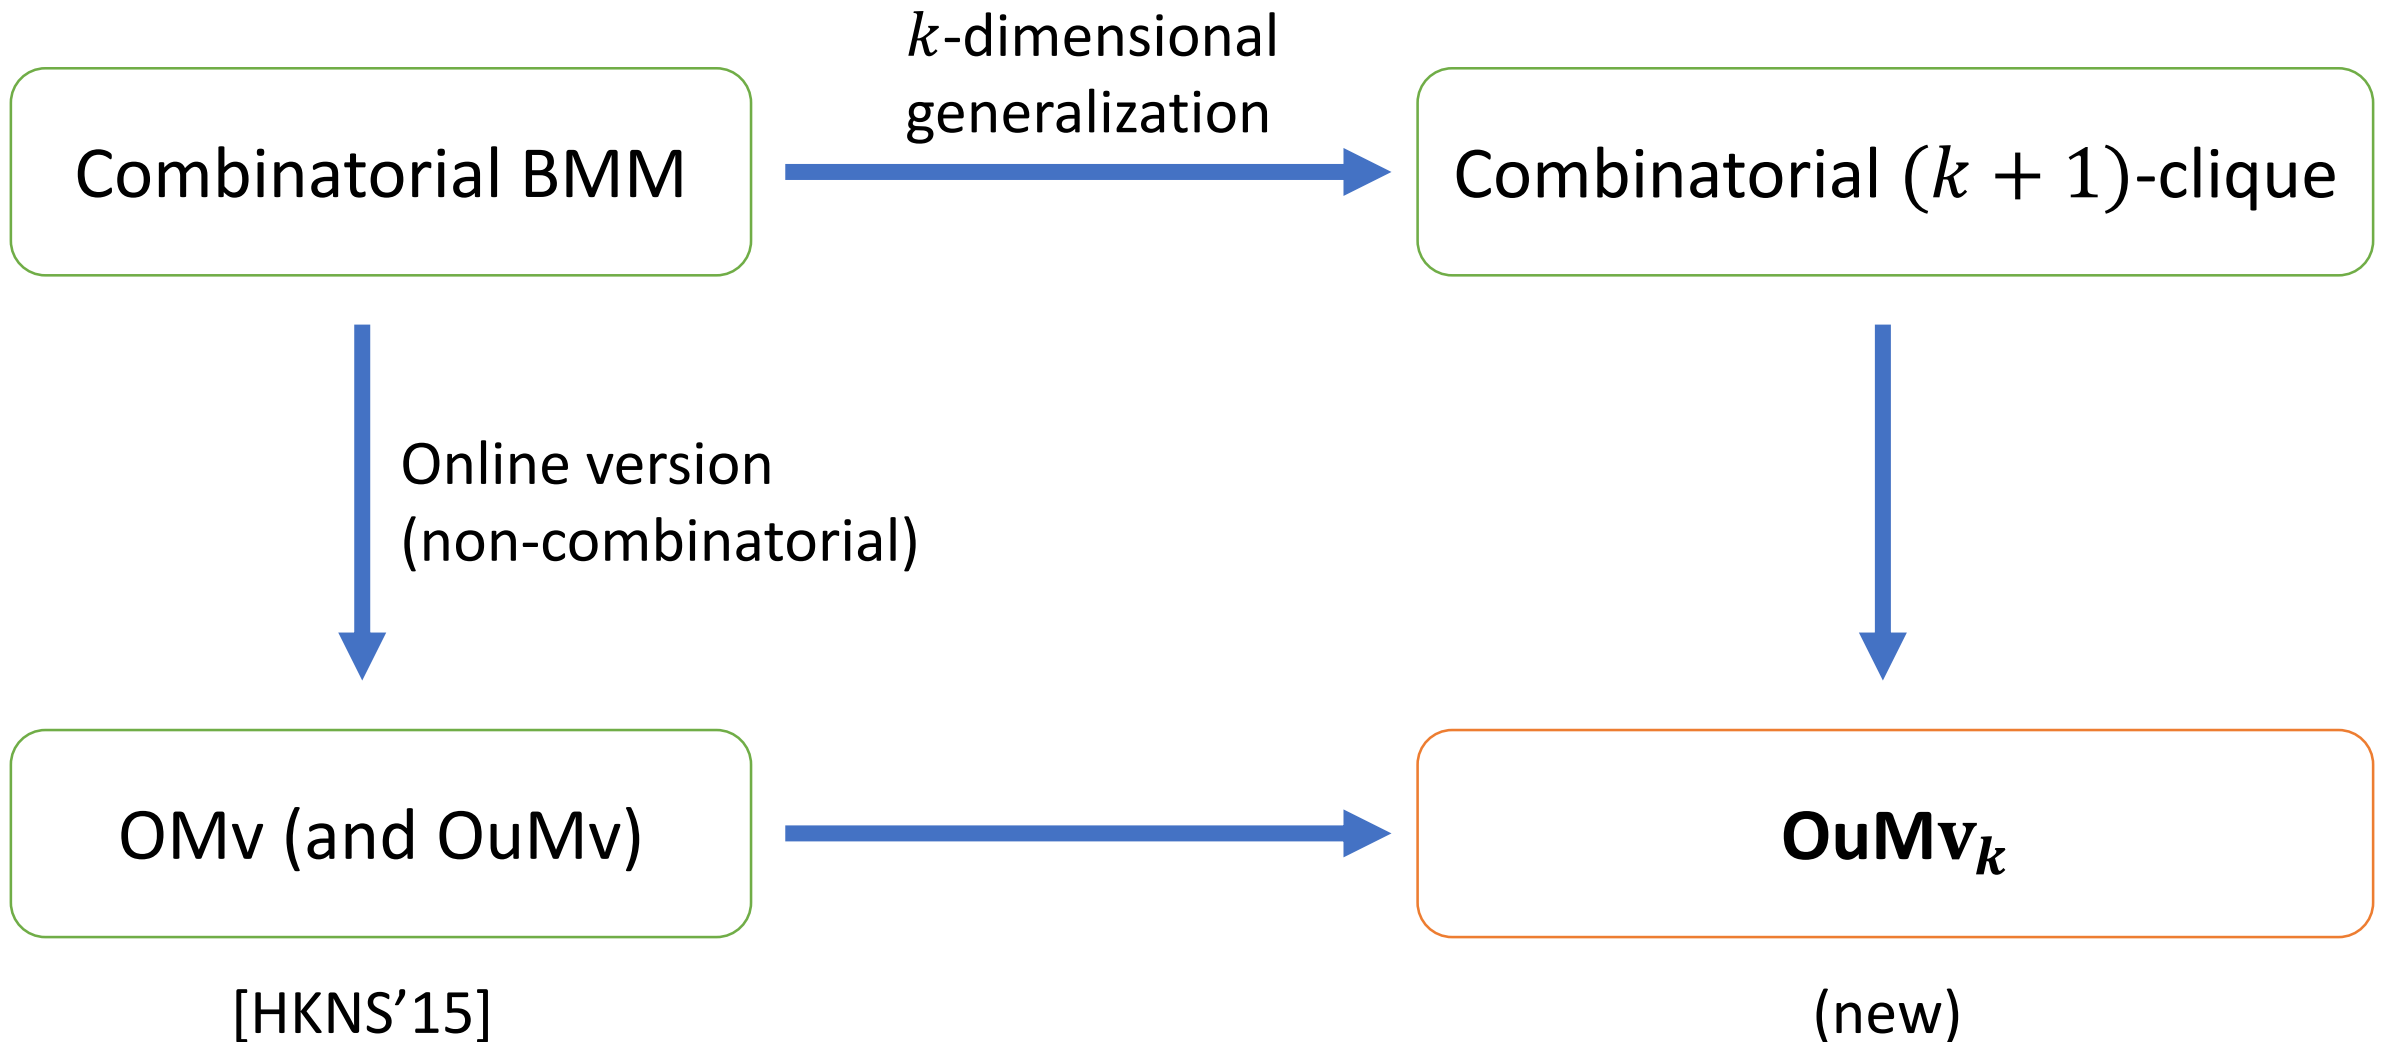 k-dimensional
generalization
Combinatorial BMM
Combinatorial (k + 1)-clique
Online version
(non-combinatorial)
OMv (and OuMv)
OuMvₖ
[HKNS’15]
(new)